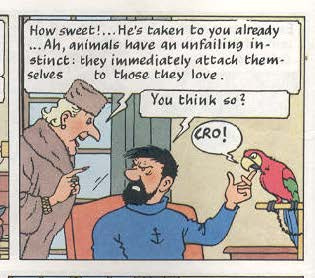 How sweet!... He's taken to you already
...Ah, animals have an unfailing in-
stinct: they immediately attach them-
selves to those they love.
You think so?
CRO!